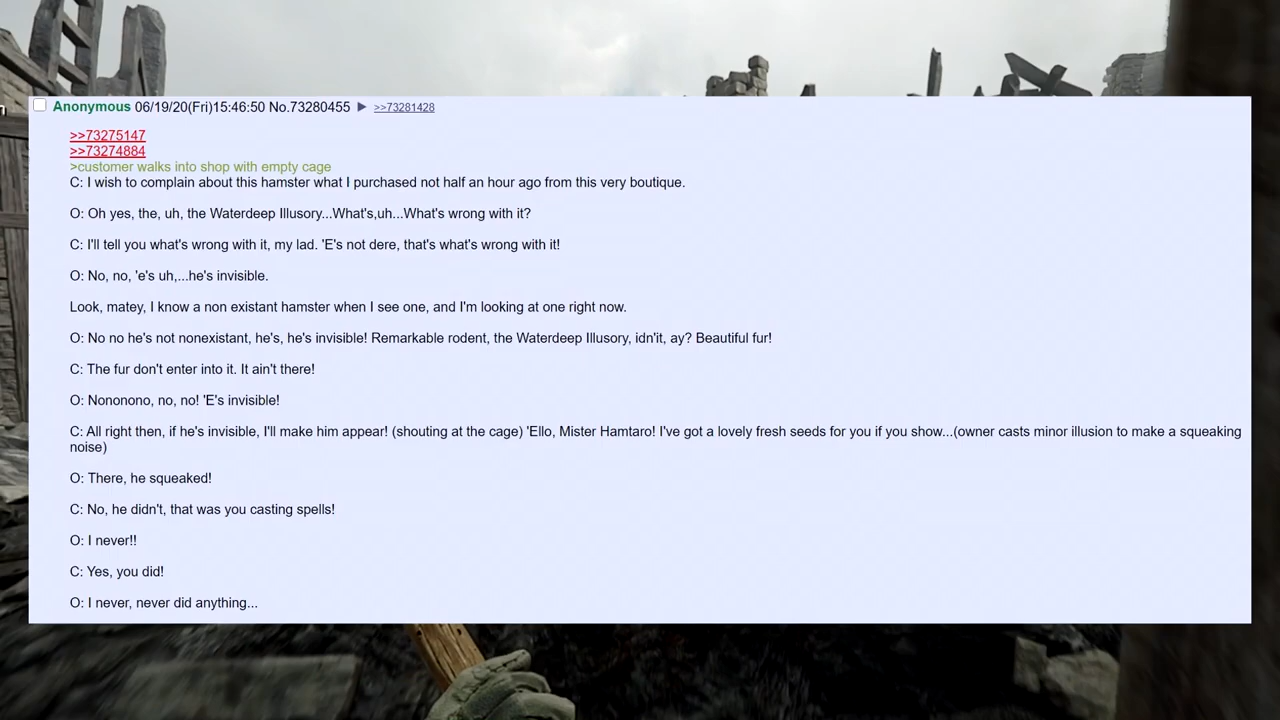 Anonymous 06/19/20(Fri)15:46:50 No.73280455 ▶ >>73281428
>>73275147
>>73274884
>customer walks into shop with empty cage
C: I wish to complain about this hamster what I purchased not half an hour ago from this very boutique.
O: Oh yes, the, uh, the Waterdeep Illusory...What's,uh...What's wrong with it?
C: I'll tell you what's wrong with it, my lad. 'E's not dere, that's what's wrong with it!
O: No, no, 'e's uh,...he's invisible.
Look, matey, I know a non existant hamster when I see one, and I'm looking at one right now.
O: No no he's not nonexistant, he's, he's invisible! Remarkable rodent, the Waterdeep Illusory, idn'it, ay? Beautiful fur!
C: The fur don't enter into it. It ain't there!
O: Nononono, no, no! 'E's invisible!
C: All right then, if he's invisible, I'll make him appear! (shouting at the cage) 'Ello, Mister Hamtaro! I've got a lovely fresh seeds for you if you show...(owner casts minor illusion to make a squeaking
noise)
O: There, he squeaked!
C: No, he didn't, that was you casting spells!
O: I never!!
C: Yes, you did!
O: I never, never did anything...